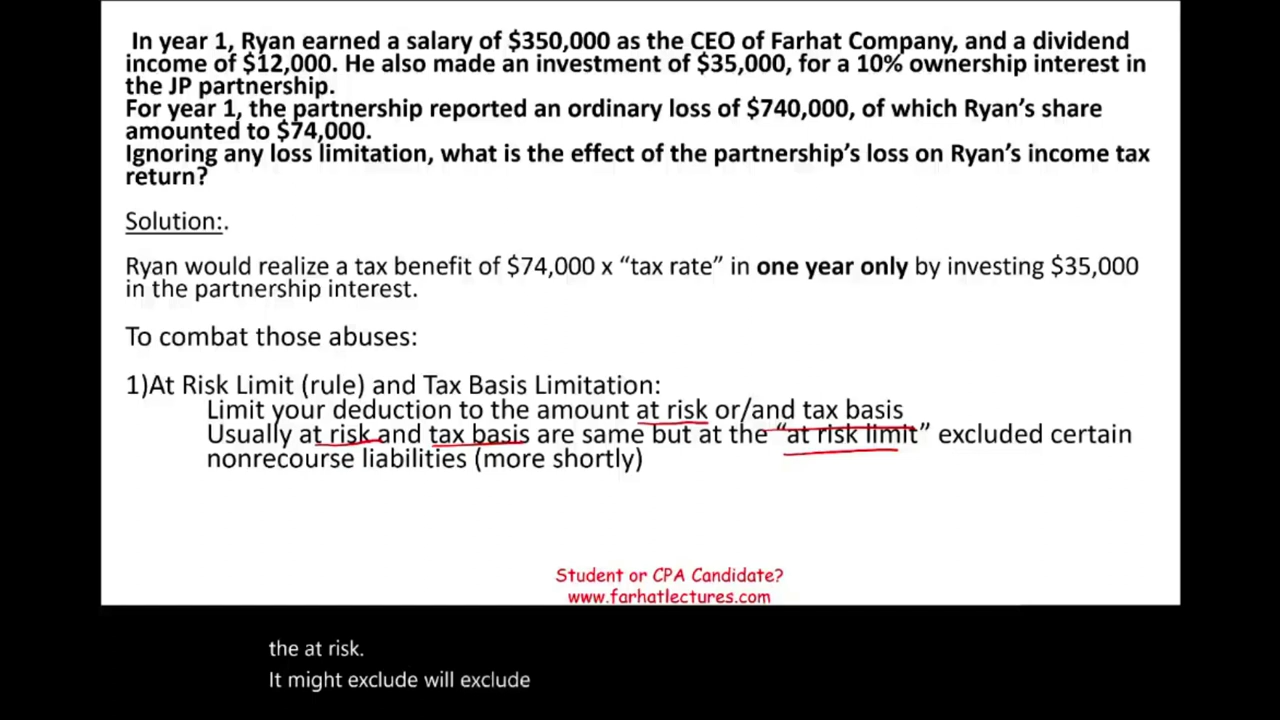 In year 1, Ryan earned a salary of $350,000 as the CEO of Farhat Company, and a dividend
income of $12,000. He also made an investment of $35,000, for a 10% ownership interest in
the JP partnership.
For year 1, the partnership reported an ordinary loss of $740,000, of which Ryan’s share
amounted to $74,000.
Ignoring any loss limitation, what is the effect of the partnership’s loss on Ryan’s income tax
return?
Solution:.
Ryan would realize a tax benefit of $74,000 x “tax rate” in one year only by investing $35,000
in the partnership interest.
To combat those abuses:
1)At Risk Limit (rule) and Tax Basis Limitation:
Limit your deduction to the amount at risk or/and tax basis
Usually at risk and tax basis are same but at the “at risk limit” excluded certain
nonrecourse liabilities (more shortly)
Student or CPA Candidate?
www.farhatlectures.com
the at risk.
It might exclude will exclude